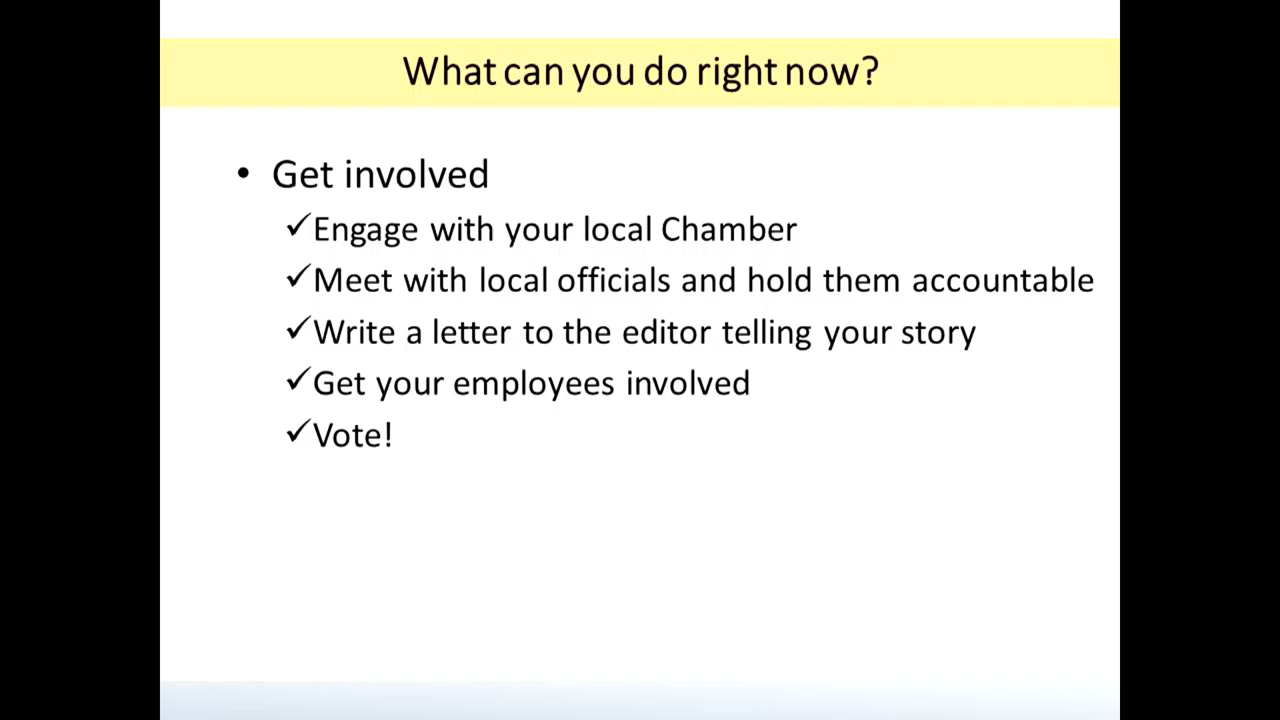 What can you do right now?
• Get involved
✓Engage with your local Chamber
✓Meet with local officials and hold them accountable
✓Write a letter to the editor telling your story
✓Get your employees involved
✓Vote!